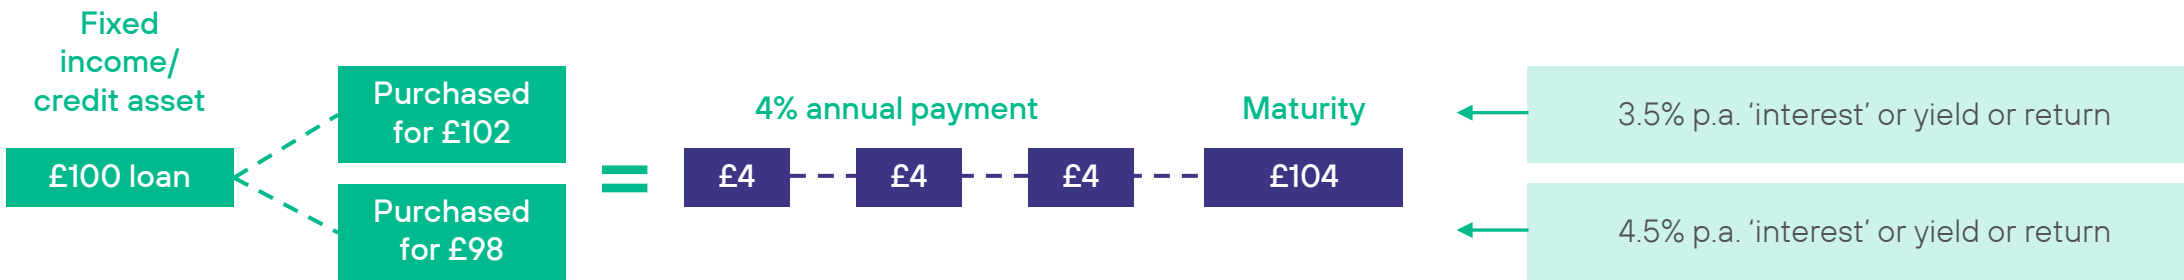 Fixed
income/
credit asset
£100 loan
Purchased
for £102
Purchased
for £98
=
4% annual payment
Maturity
£4
£4
£4
£104
3.5% p.a. ‘interest’ or yield or return
4.5% p.a. ‘interest’ or yield or return